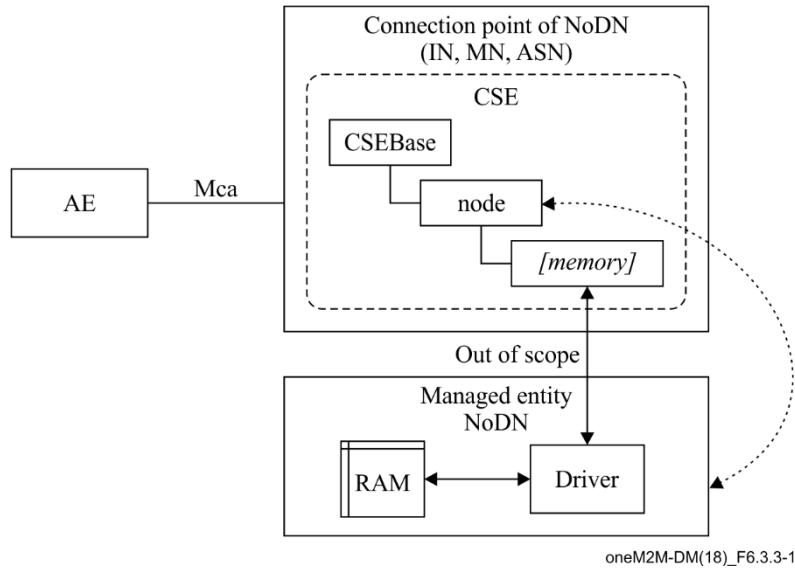 Connection point of NoDN
(IN, MN, ASN)
CSE
CSEBase
AE
Mca
node
[memory]
Out of scope
Managed entity
NoDN
RAM
Driver
oneM2M-DM(18)_F6.3.3-1